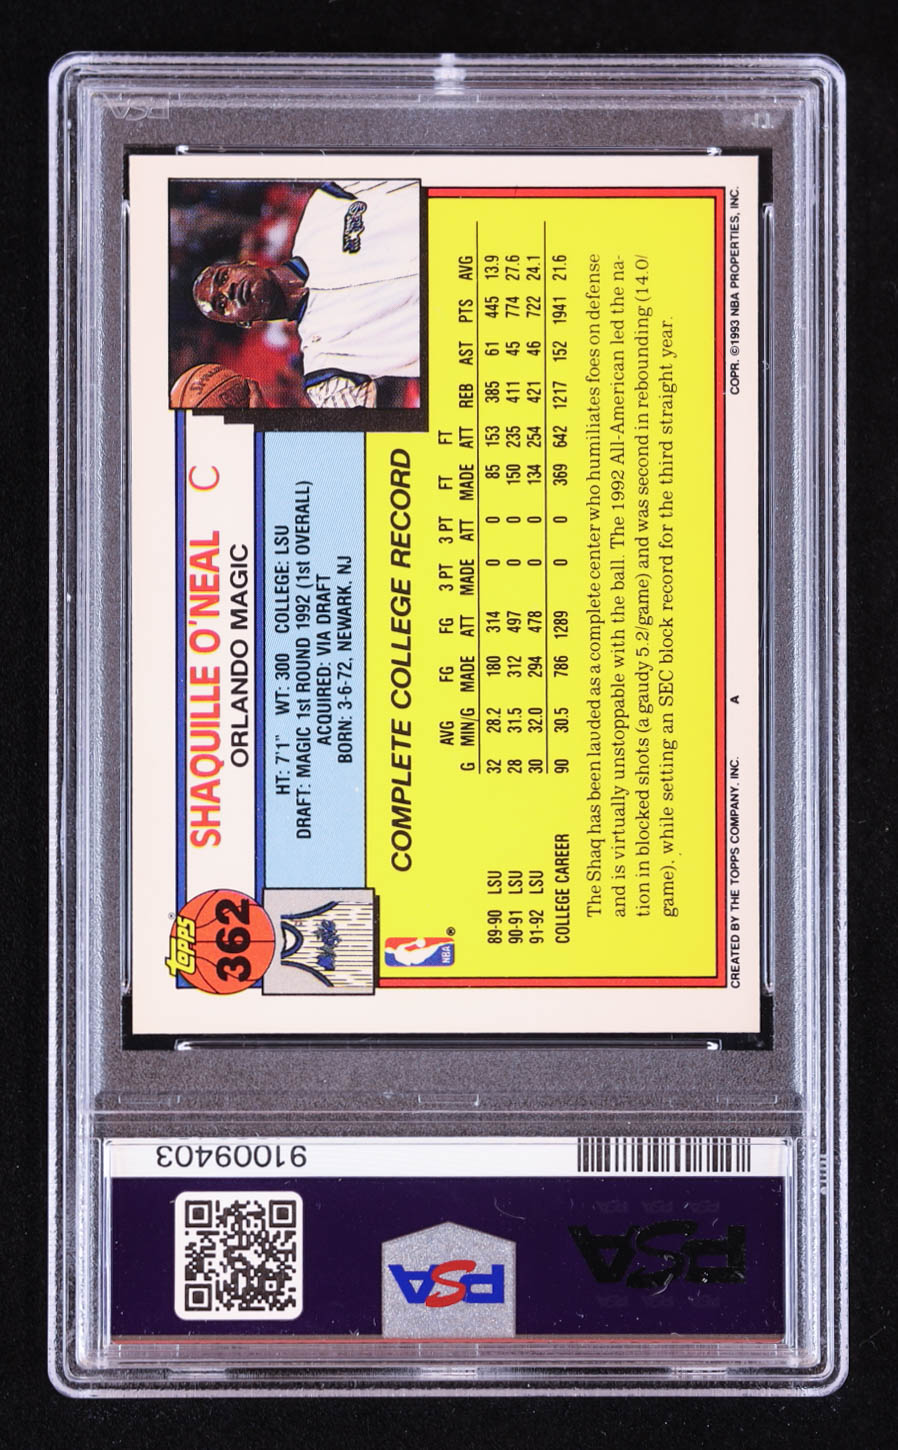 topps®
362
SHAQUILLE O'NEAL C
ORLANDO MAGIC
HT: 7'1" WT: 300 COLLEGE: LSU
DRAFT: MAGIC 1st ROUND 1992 (1st OVERALL)
ACQUIRED: VIA DRAFT
BORN: 3-6-72, NEWARK, NJ
COMPLETE COLLEGE RECORD
AVG FG FG 3 PT 3 PT FT FT
G MIN/G MADE ATT MADE ATT MADE ATT REB AST PTS AVG
89-90 LSU 32 28.2 180 314 0 0 85 153 385 61 445 13.9
90-91 LSU 28 31.5 312 497 0 0 150 235 411 45 774 27.6
91-92 LSU 30 32.0 294 478 0 0 134 254 421 46 722 24.1
COLLEGE CAREER 90 30.5 786 1289 369 642 1217 152 1941 21.6
NBA®
The Shaq has been lauded as a complete center who humiliates foes on defense
and is virtually unstoppable with the ball. The 1992 All-American led the na-
tion in blocked shots (a gaudy 5.2/game) and was second in rebounding (14.0/
game), while setting an SEC block record for the third straight year.
CREATED BY THE TOPPS COMPANY, INC. A COPR. ©1993 NBA PROPERTIES, INC.
91009403
PSA
PSA